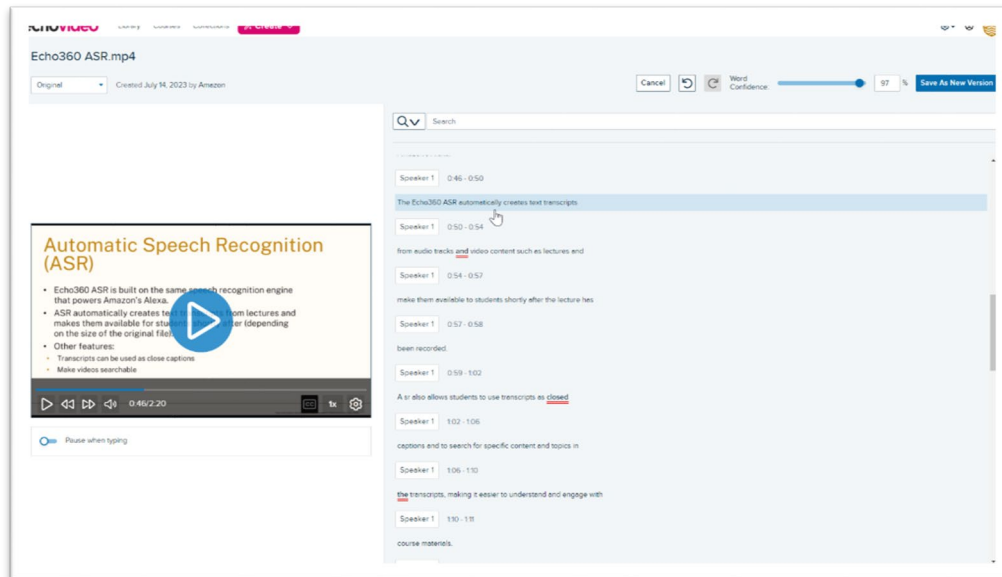 echoVideo Library Courses Collections Create
Echo360 ASR.mp4
Original Created July 14, 2023 by Amazon
Cancel Word Confidence 97 % Save As New Version
Search
Speaker 1 0:46 - 0:50
The Echo360 ASR automatically creates text transcripts
Speaker 1 0:50 - 0:54
from audio tracks and video content such as lectures and
Speaker 1 0:54 - 0:57
make them available to students shortly after the lecture has
Speaker 1 0:57 - 0:58
been recorded.
Speaker 1 0:59 - 1:02
A sr also allows students to use transcripts as closed
Speaker 1 1:02 - 1:06
captions and to search for specific content and topics in
Speaker 1 1:06 - 1:10
the transcripts, making it easier to understand and engage with
Speaker 1 1:10 - 1:11
course materials.
Automatic Speech Recognition
(ASR)
• Echo360 ASR is built on the same speech recognition engine
that powers Amazon's Alexa.
• ASR automatically creates text from lectures and
makes them available for after (depending
on the size of the original file)
• Other features:
- Transcripts can be used as close captions
- Make videos searchable
0:46/2:20 CC 1x
Pause when typing